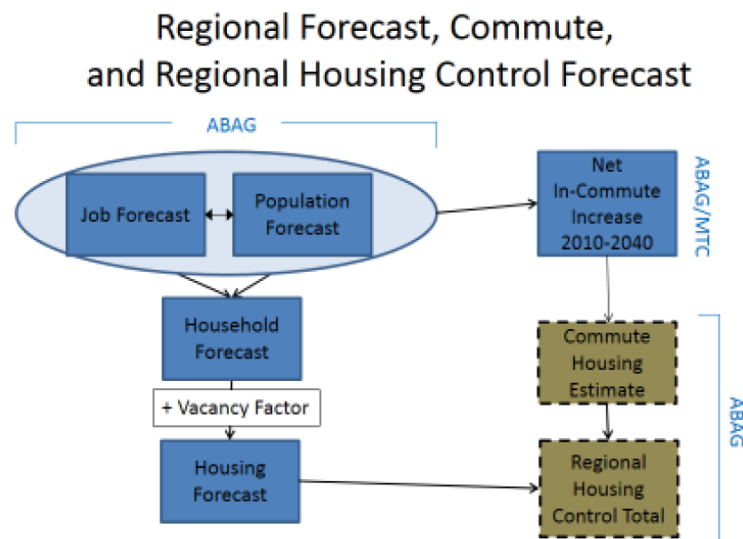 Regional Forecast, Commute,
and Regional Housing Control Forecast
ABAG
Job Forecast
Population
Forecast
Net
In-Commute
Increase
2010-2040
ABAG/MTC
Household
Forecast
+ Vacancy Factor
Housing
Forecast
Commute
Housing
Estimate
Regional
Housing
Control Total
ABAG